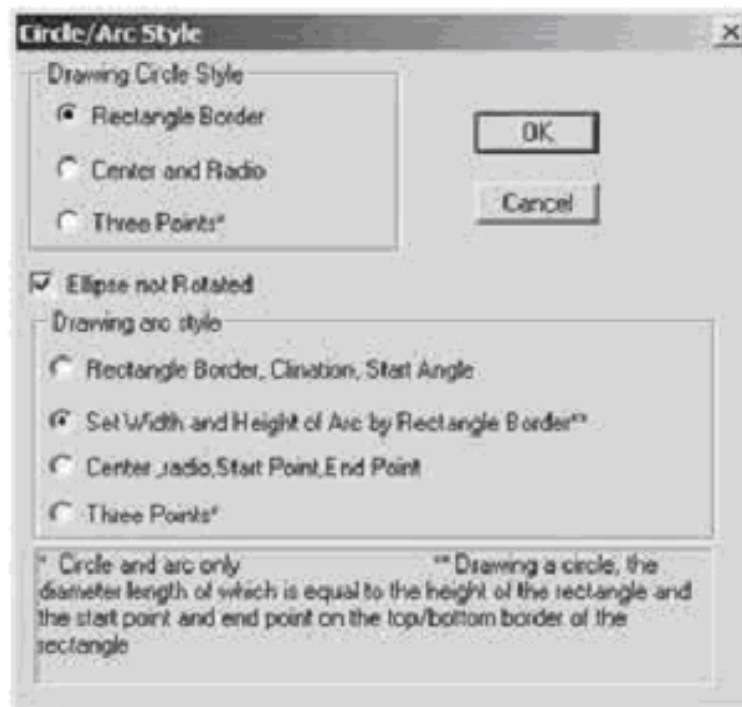 Circle/Arc Style
Drawing Circle Style
Rectangle Border
Center and Radio
Three Points*
OK
Cancel
Ellipse not Rotated
Drawing arc style
Rectangle Border, Clination, Start Angle
Set Width and Height of Arc by Rectangle Border**
Center ,radio,Start Point,End Point
Three Points*
* Circle and arc only ** Drawing a circle, the
diameter length of which is equal to the height of the rectangle and
the start point and end point on the top/bottom border of the
rectangle